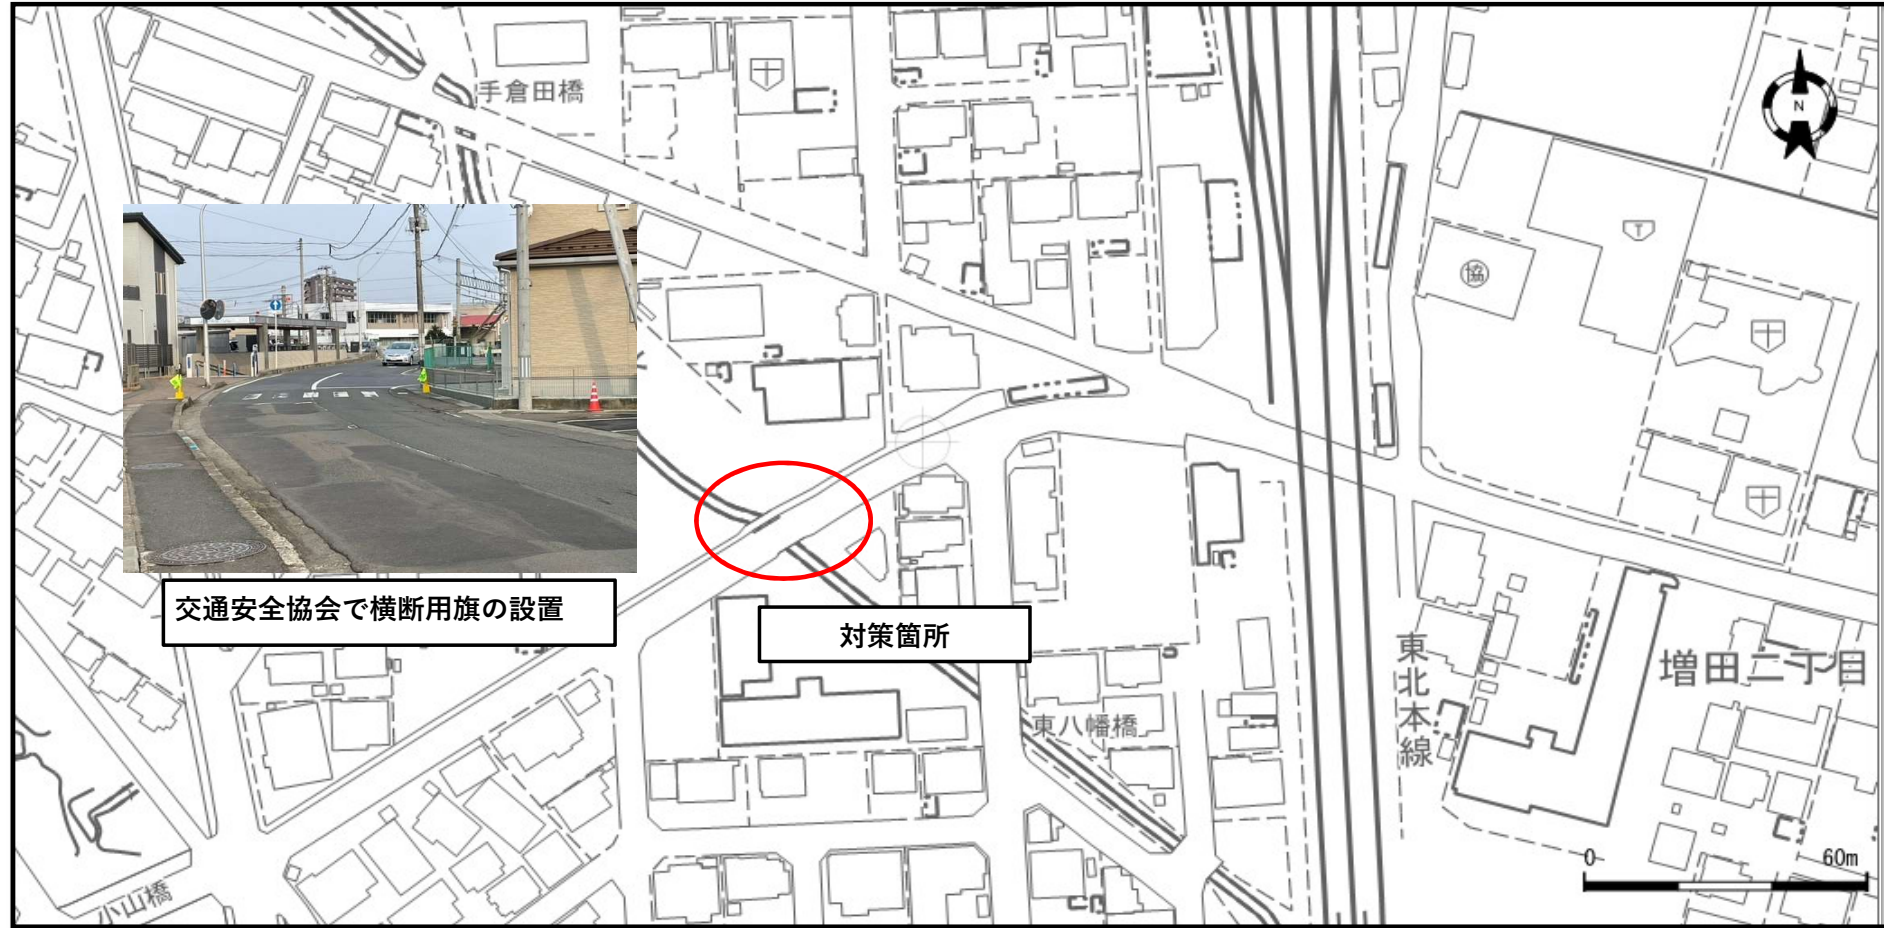 手倉田橋
N
T
協
交通安全協会で横断用旗の設置
対策箇所
東八幡橋
東北本線
増田二丁目
小山橋
0
60m